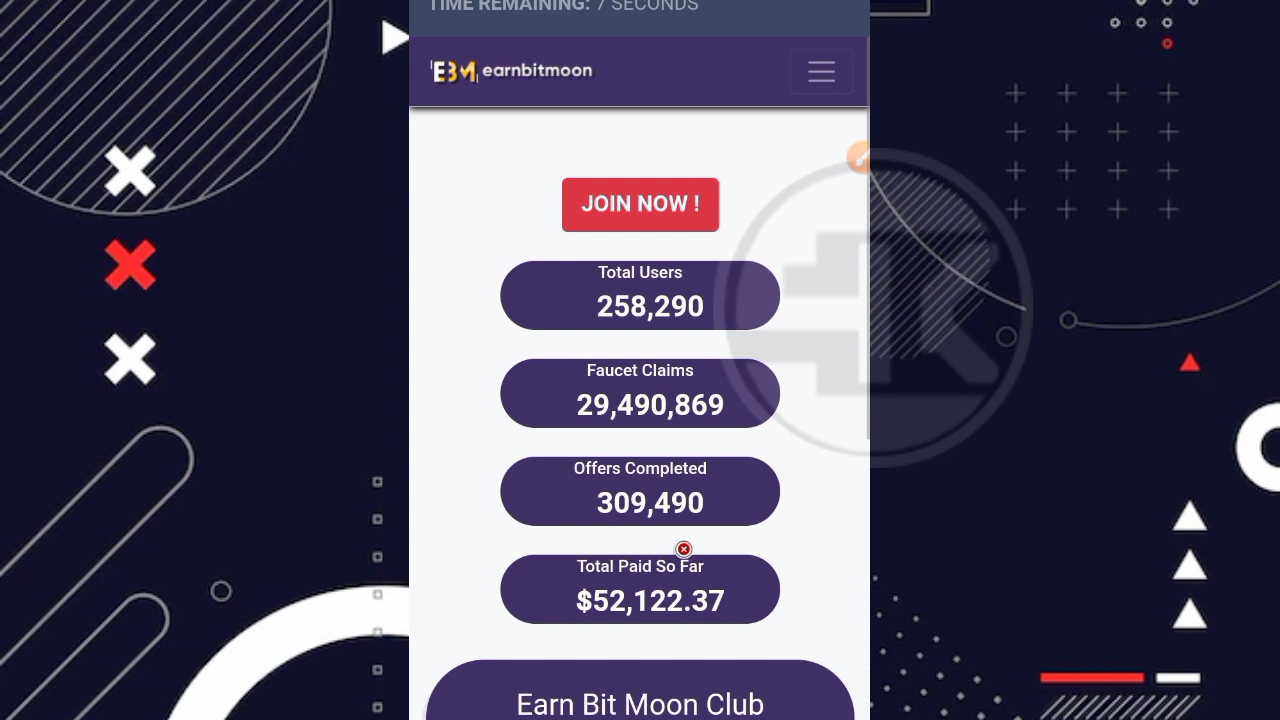 TIME REMAINING: 7 SECONDS
EBM earnbitmoon
JOIN NOW !
Total Users
258,290
Faucet Claims
29,490,869
Offers Completed
309,490
Total Paid So Far
$52,122.37
Earn Bit Moon Club